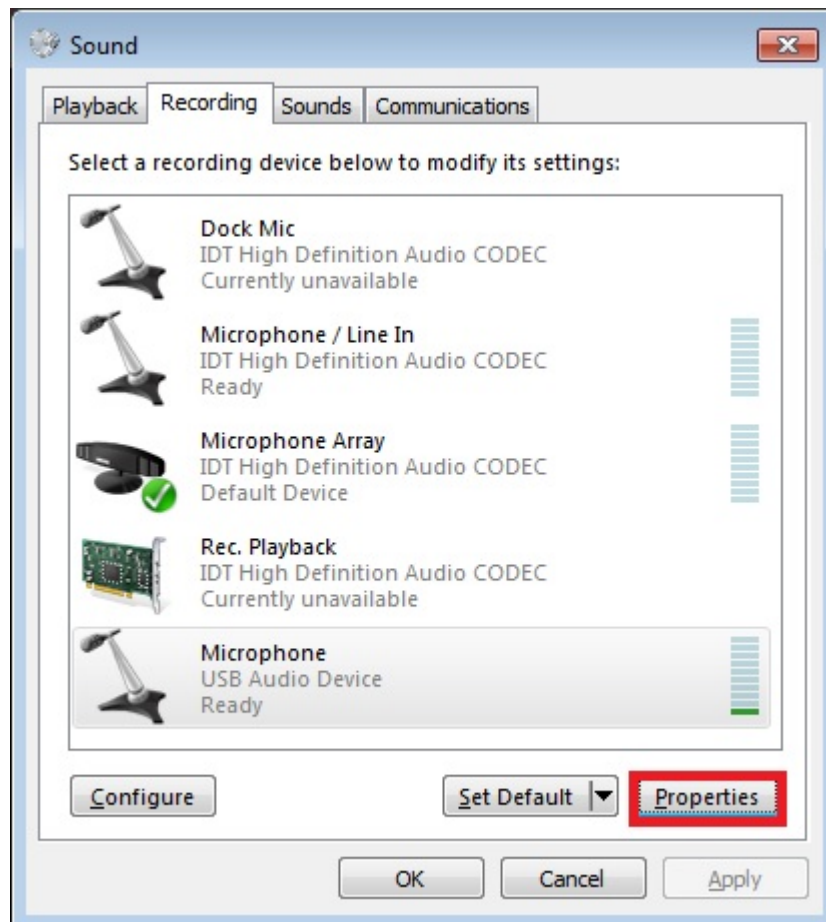 Sound
Playback Recording Sounds Communications
Select a recording device below to modify its settings:
Dock Mic
IDT High Definition Audio CODEC
Currently unavailable
Microphone / Line In
IDT High Definition Audio CODEC
Ready
Microphone Array
IDT High Definition Audio CODEC
Default Device
Rec. Playback
IDT High Definition Audio CODEC
Currently unavailable
Microphone
USB Audio Device
Ready
Configure Set Default Properties
OK Cancel Apply